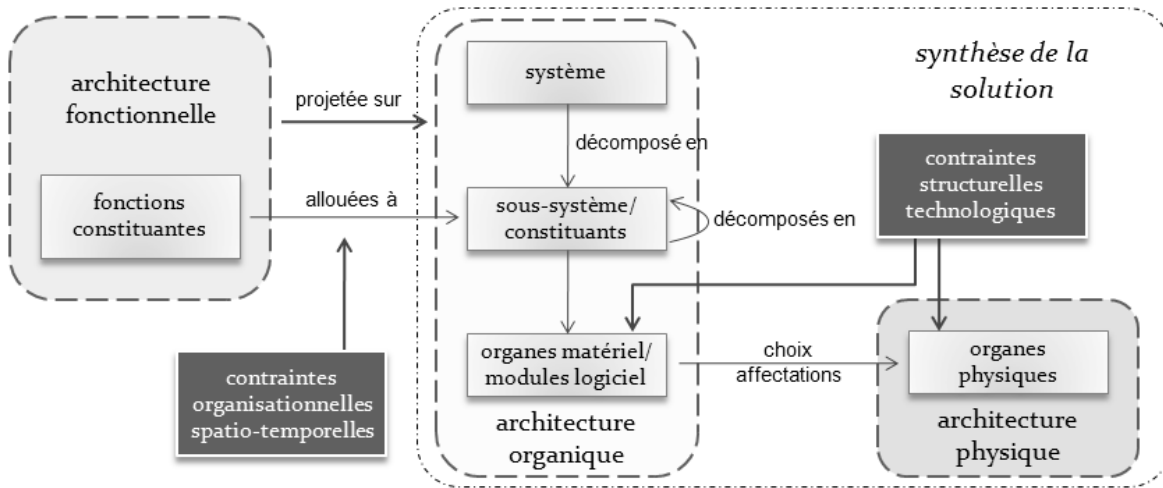 architecture
fonctionnelle
fonctions
constituantes
projetée sur
allouées à
contraintes
organisationnelles
spatio-temporelles
système
décomposé en
sous-système/
constituants
décomposés en
organes matériel/
modules logiciel
architecture
organique
synthèse de la
solution
contraintes
structurelles
technologiques
choix
affectations
organes
physiques
architecture
physique